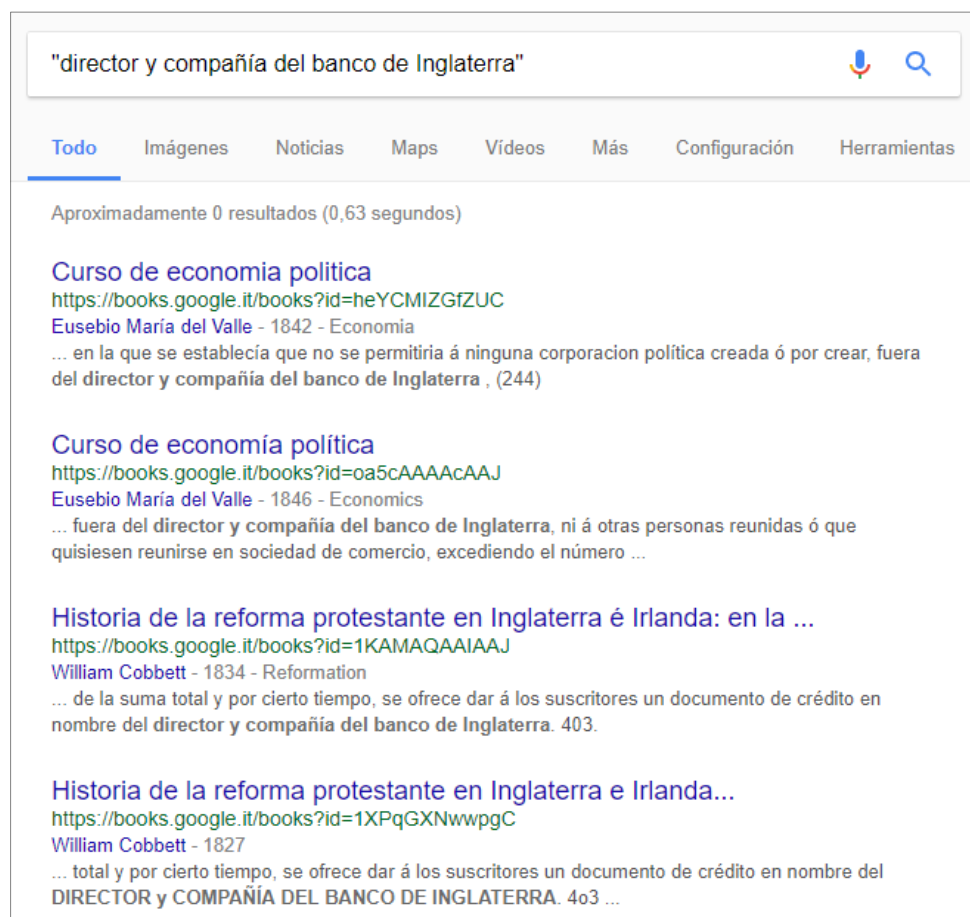 "director y compañía del banco de Inglaterra"
Todo Imágenes Noticias Maps Vídeos Más Configuración Herramientas
Aproximadamente 0 resultados (0,63 segundos)
Curso de economia politica
https://books.google.it/books?id=heYCMIZGfZUC
Eusebio María del Valle - 1842 - Economia
... en la que se establecía que no se permitiria á ninguna corporacion política creada ó por crear, fuera
del director y compañía del banco de Inglaterra , (244)
Curso de economía política
https://books.google.it/books?id=oa5cAAAAcAAJ
Eusebio María del Valle - 1846 - Economics
... fuera del director y compañía del banco de Inglaterra, ni á otras personas reunidas ó que
quisiesen reunirse en sociedad de comercio, excediendo el número ...
Historia de la reforma protestante en Inglaterra é Irlanda: en la ...
https://books.google.it/books?id=1KAMAQAAIAAJ
William Cobbett - 1834 - Reformation
... de la suma total y por cierto tiempo, se ofrece dar á los suscritores un documento de crédito en
nombre del director y compañía del banco de Inglaterra. 403.
Historia de la reforma protestante en Inglaterra e Irlanda...
https://books.google.it/books?id=1XPqGXNwwpgC
William Cobbett - 1827
... total y por cierto tiempo, se ofrece dar á los suscritores un documento de crédito en nombre del
DIRECTOR y COMPAÑÍA DEL BANCO DE INGLATERRA. 4o3 ...